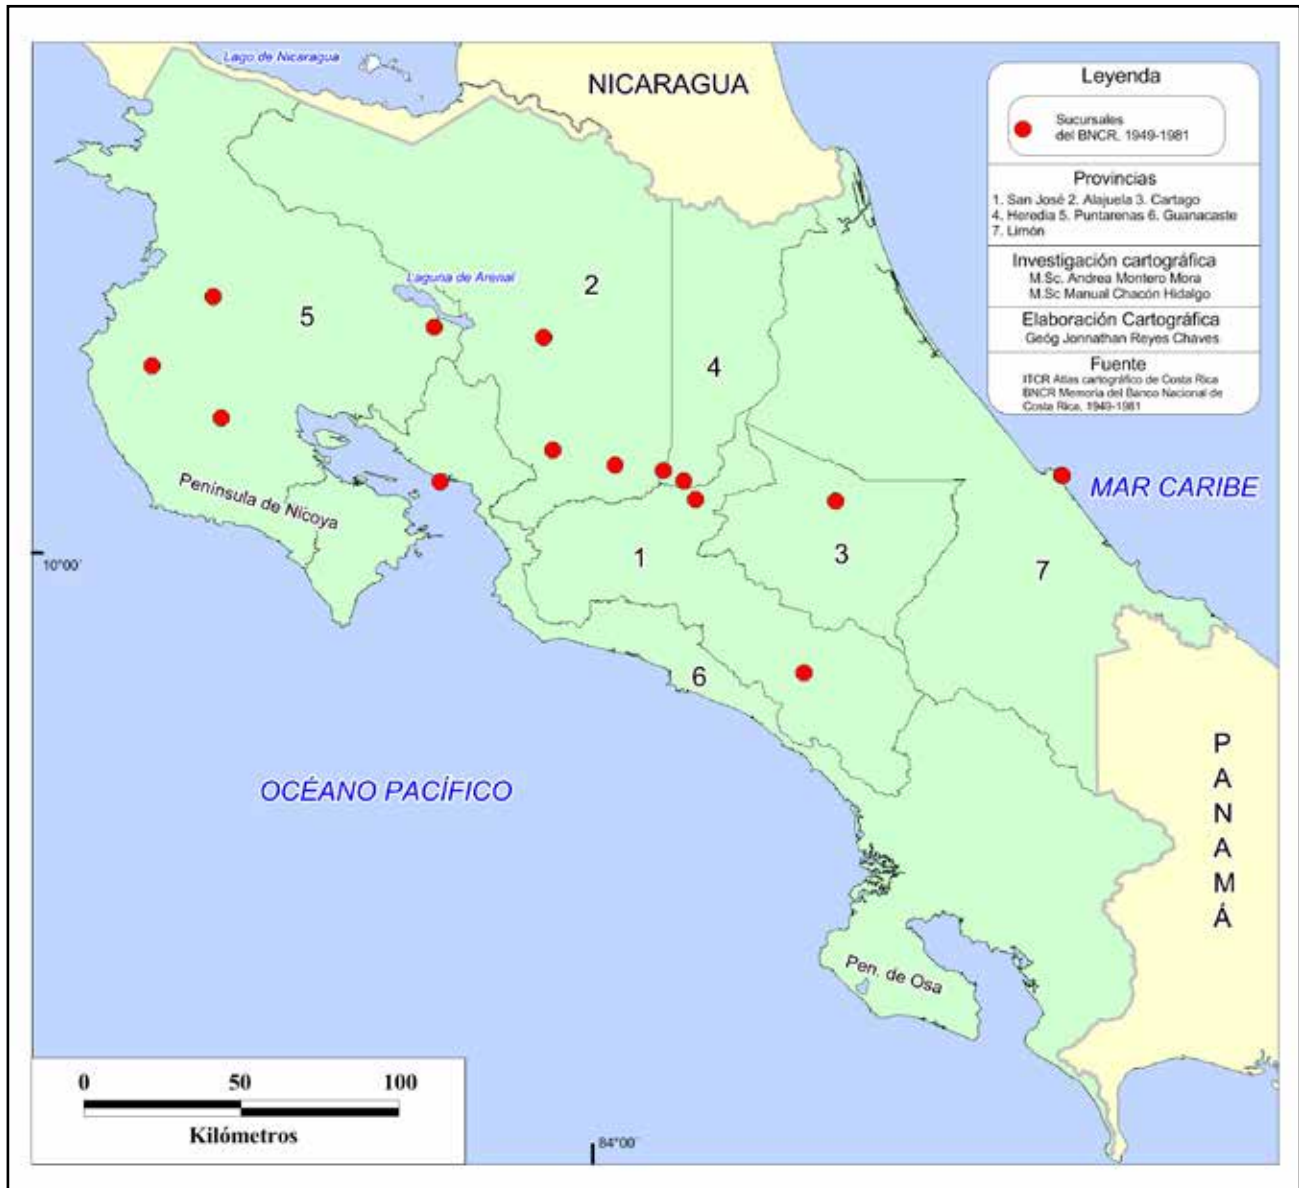 Lago de Nicaragua
NICARAGUA
Leyenda
Sucursales
del BNCR, 1949-1981
Provincias
1. San José 2. Alajuela 3. Cartago
4. Heredia 5. Puntarenas 6. Guanacaste
7. Limón
Investigación cartográfica
M.Sc. Andrea Montero Mora
M.Sc Manual Chacón Hidalgo
Elaboración Cartográfica
Geóg Jonnathan Reyes Chaves
Fuente
ITCR Atlas cartográfico de Costa Rica
BNCR Memoria del Banco Nacional de
Costa Rica, 1949-1981
Laguna de Arenal
2
5
4
MAR CARIBE
Península de Nicoya
10°00´
1
3
7
6
OCÉANO PACÍFICO
PANAMÁ
Pen. de Osa
0 50 100
Kilómetros
84°00´